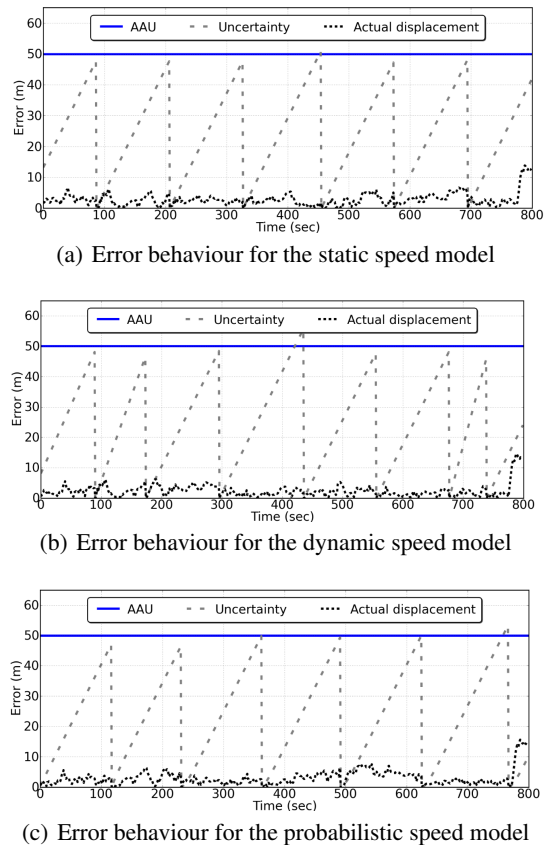 AAU Uncertainty Actual displacement
Error (m)
60
50
40
30
20
10
0
0 100 200 300 400 500 600 700 800
Time (sec)
(a) Error behaviour for the static speed model
AAU Uncertainty Actual displacement
Error (m)
60
50
40
30
20
10
0
0 100 200 300 400 500 600 700 800
Time (sec)
(b) Error behaviour for the dynamic speed model
AAU Uncertainty Actual displacement
Error (m)
60
50
40
30
20
10
0
0 100 200 300 400 500 600 700 800
Time (sec)
(c) Error behaviour for the probabilistic speed model